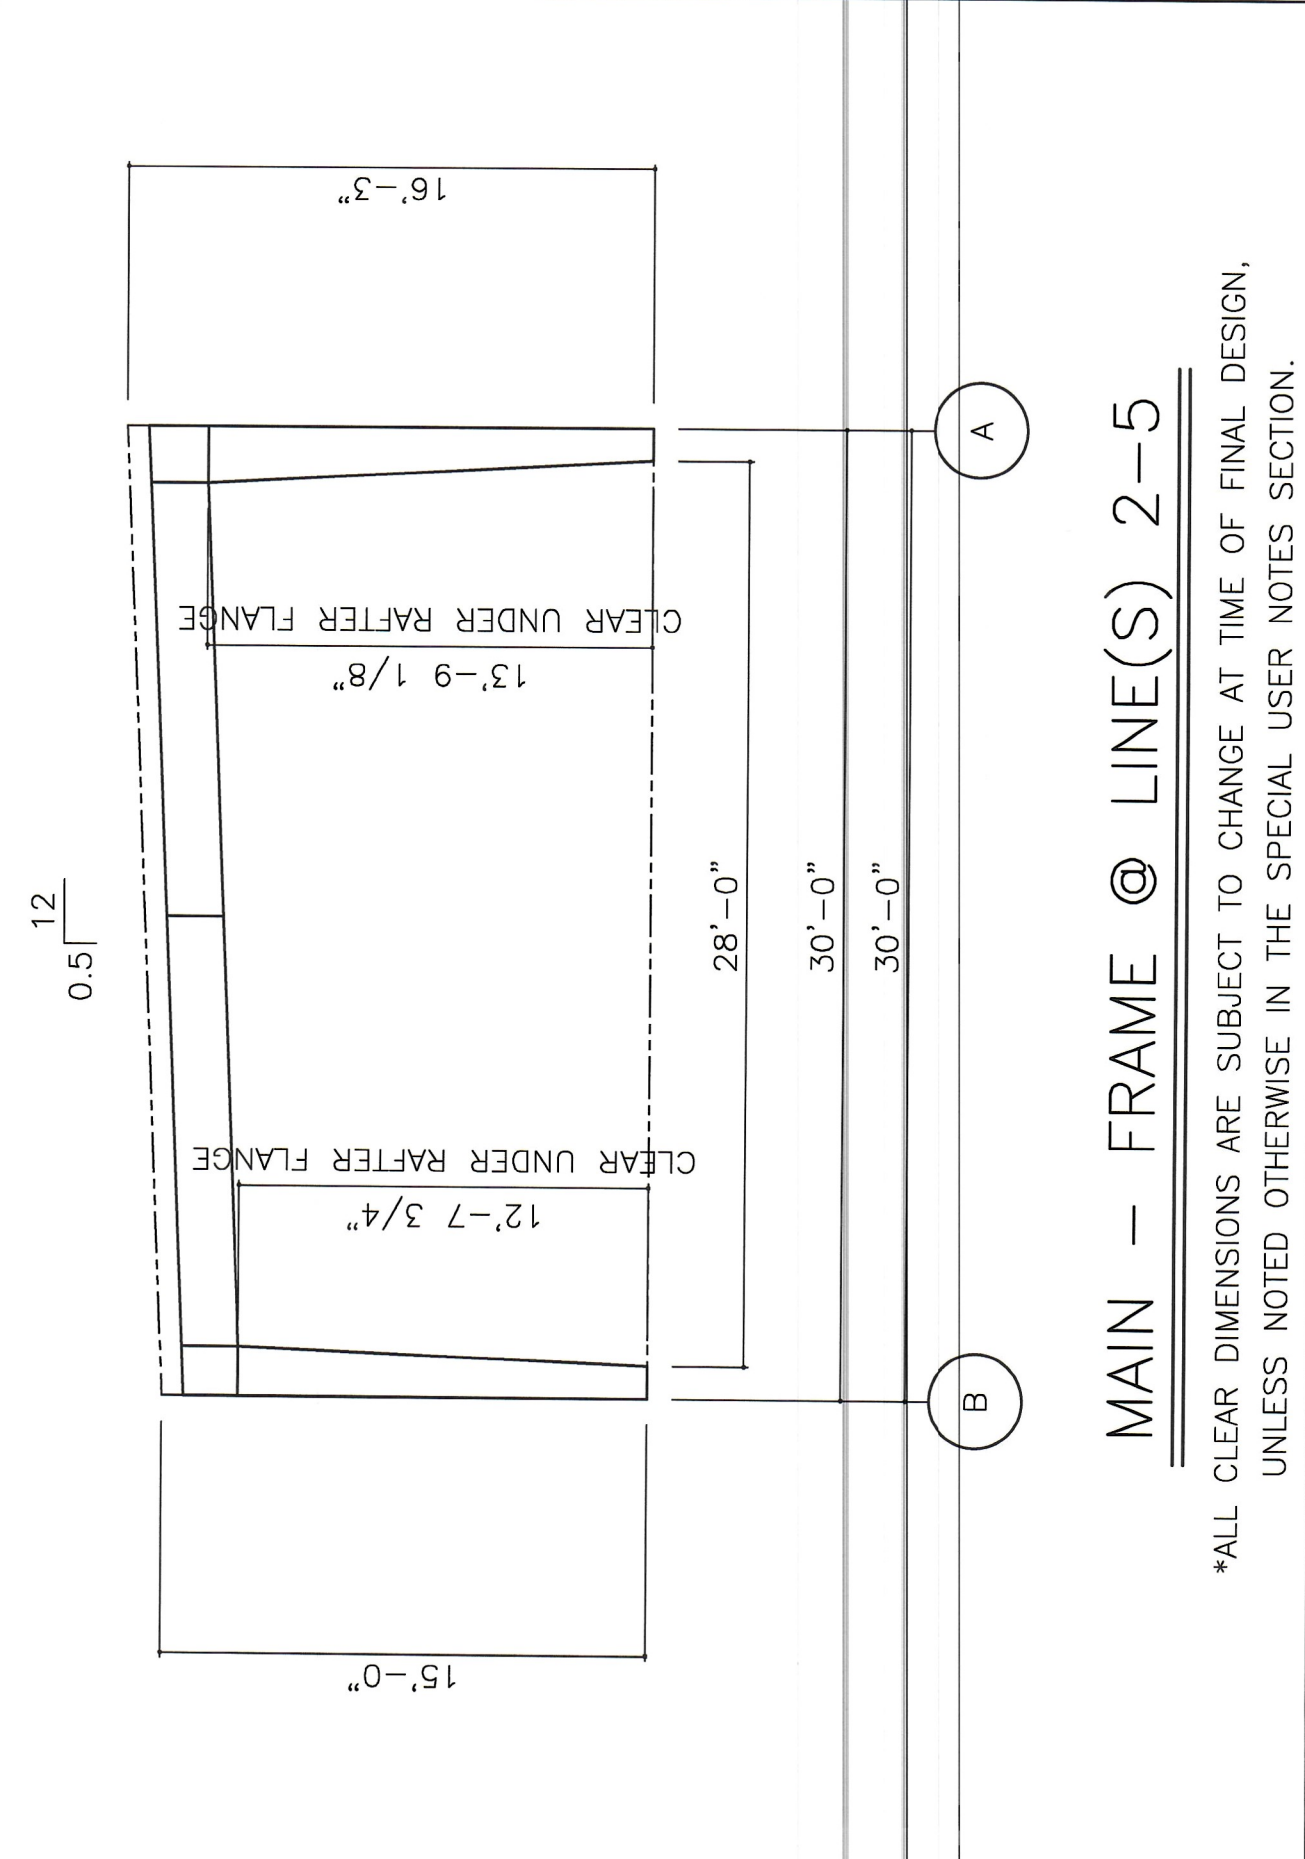 0.5 12
15'-0"
12'-7 3/4"
CLEAR UNDER RAFTER FLANGE
13'-9 1/8"
CLEAR UNDER RAFTER FLANGE
16'-3"
28'-0"
30'-0"
30'-0"
B
A
MAIN - FRAME @ LINE(S) 2-5
*ALL CLEAR DIMENSIONS ARE SUBJECT TO CHANGE AT TIME OF FINAL DESIGN,
UNLESS NOTED OTHERWISE IN THE SPECIAL USER NOTES SECTION.